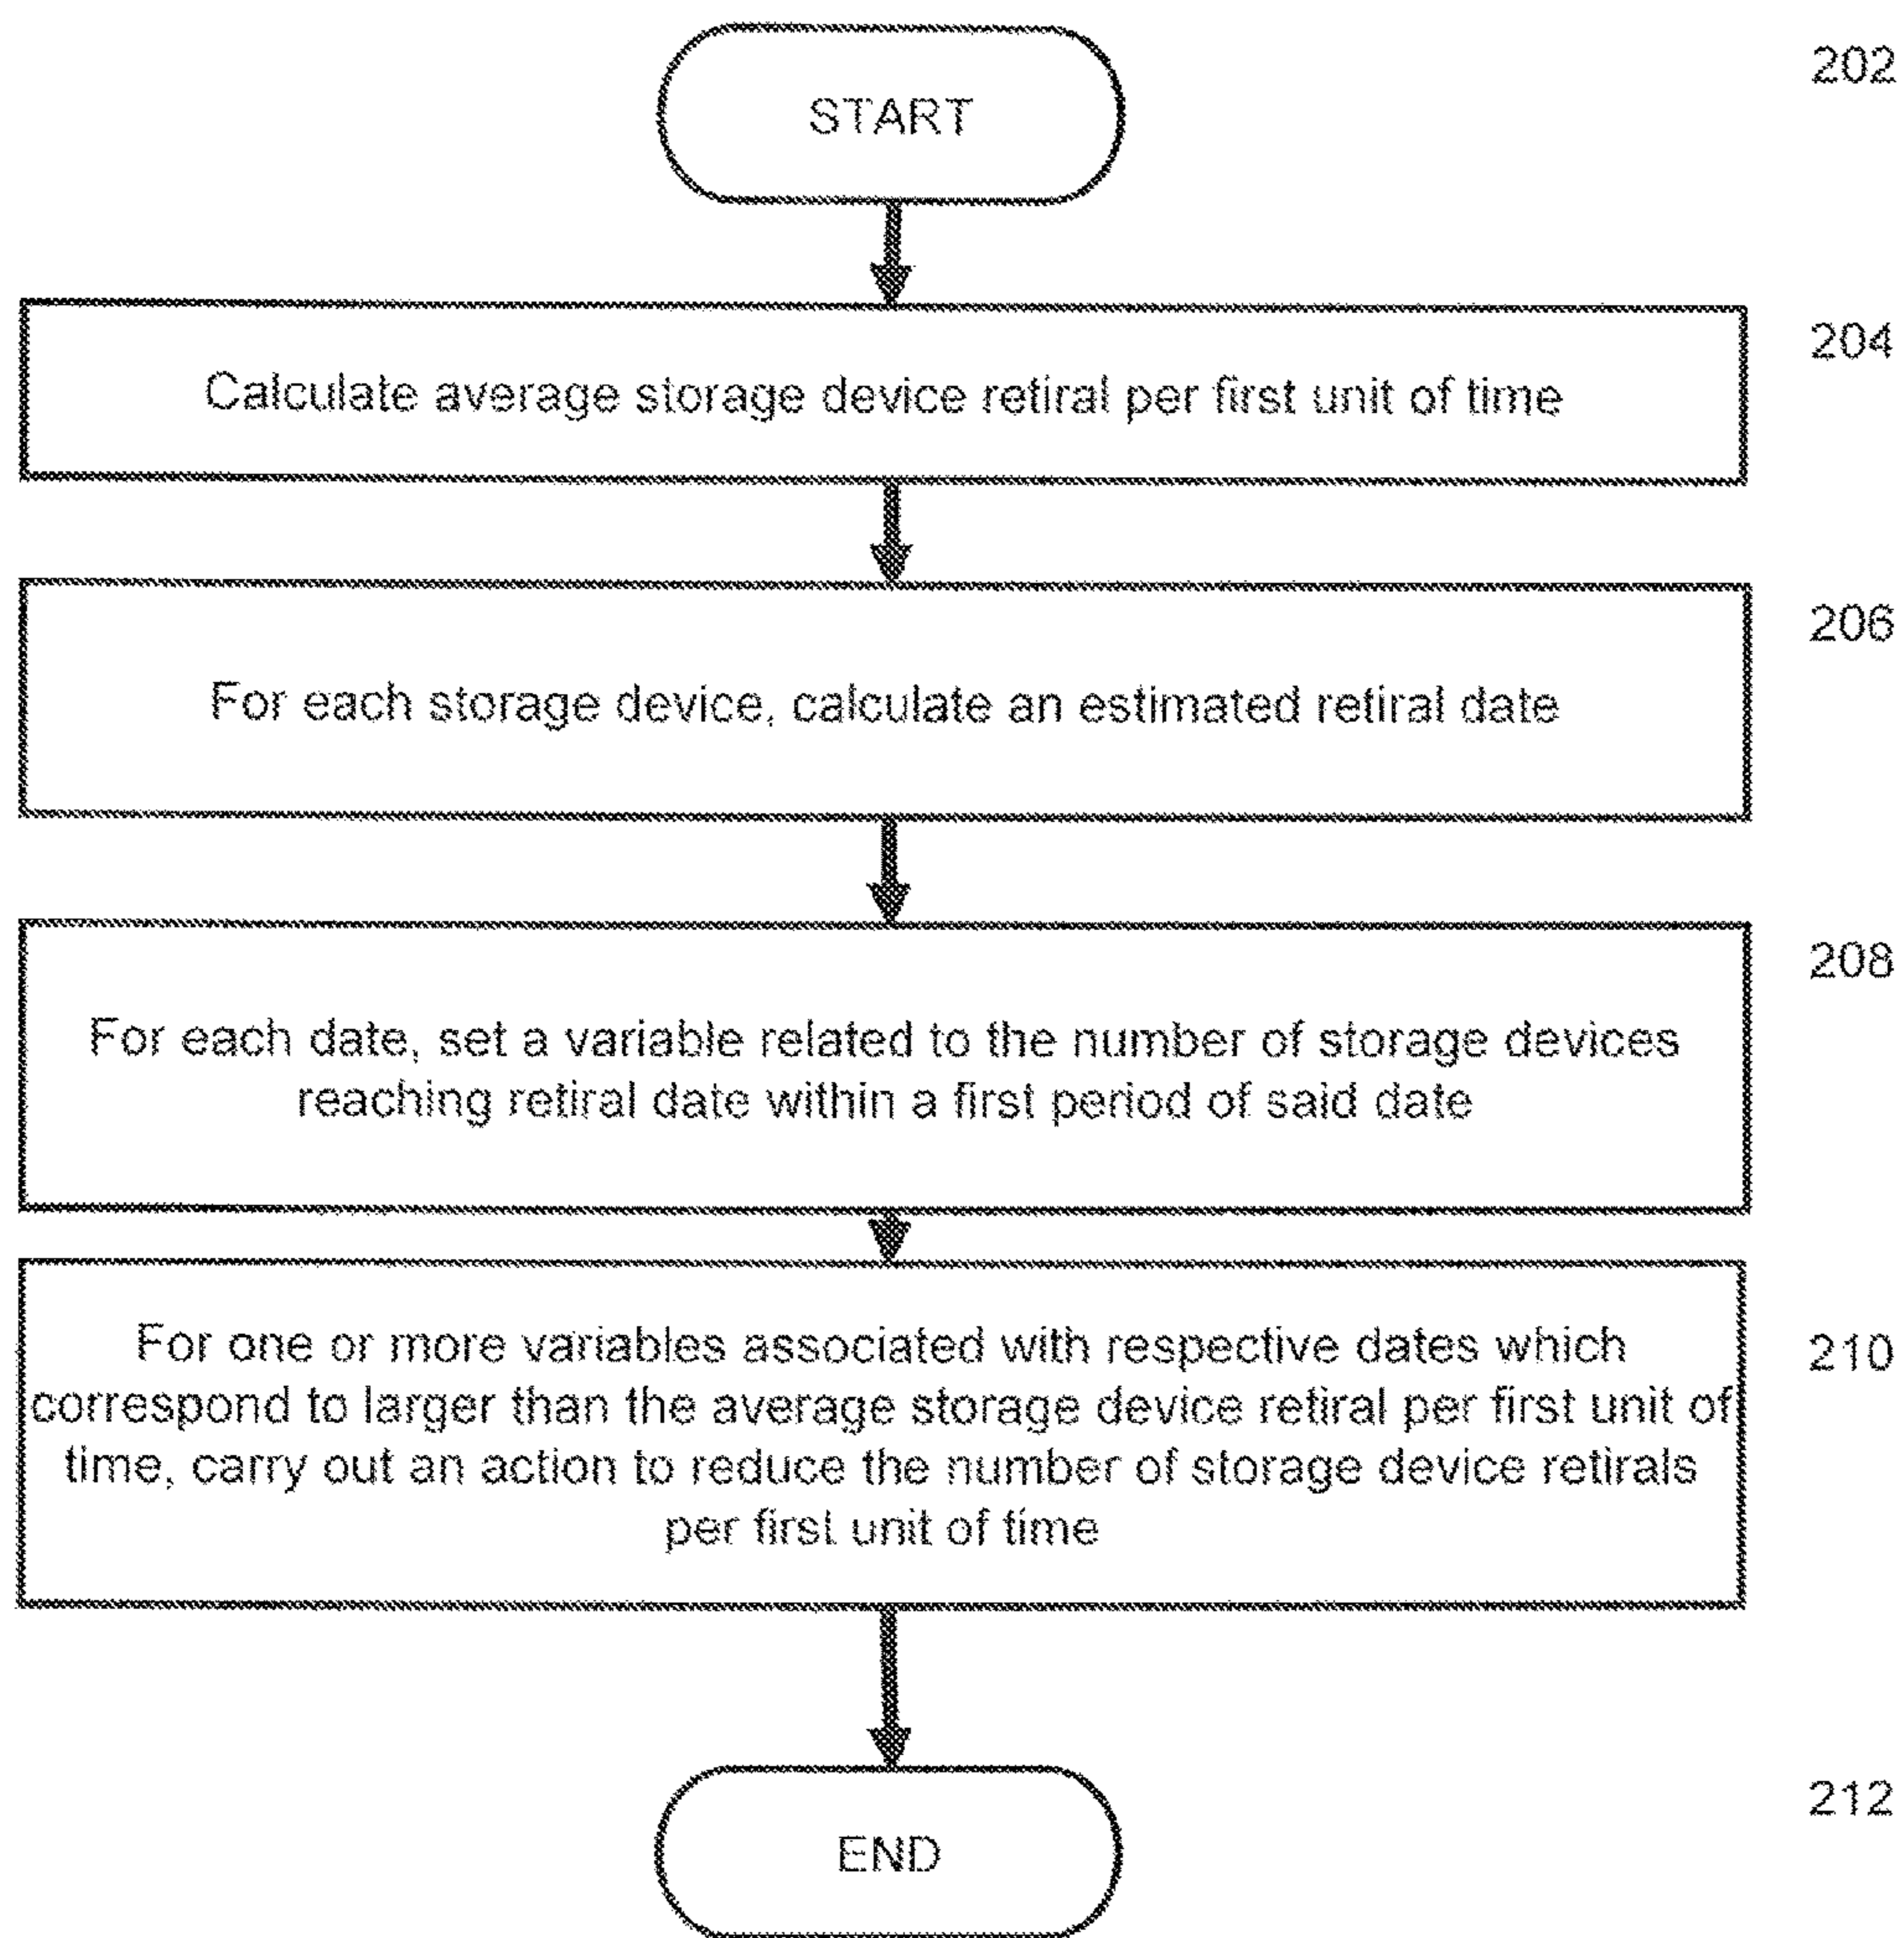 202
START
204
Calculate average storage device retiral per first unit of time
206
For each storage device, calculate an estimated retiral date
208
For each date, set a variable related to the number of storage devices
reaching retiral date within a first period of said date
210
For one or more variables associated with respective dates which
correspond to larger than the average storage device retiral per first unit of
time, carry out an action to reduce the number of storage device retirals
per first unit of time
212
END